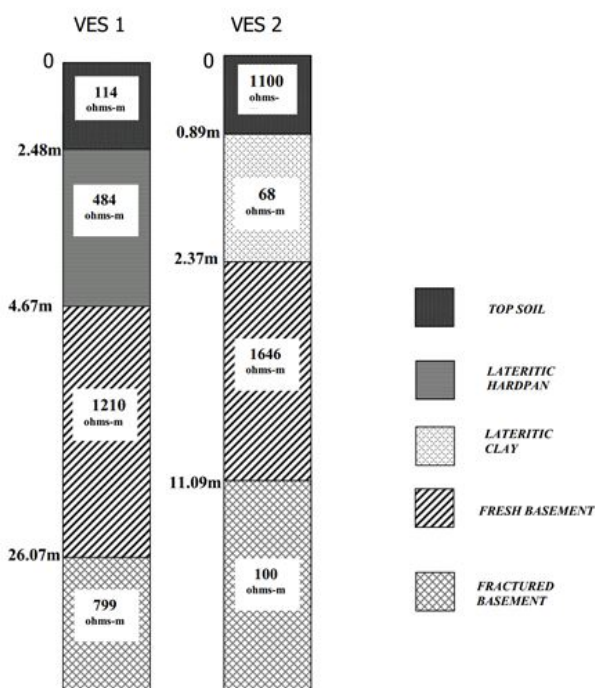 VES 1
VES 2
0
114
ohms-m
2.48m
484
ohms-m
4.67m
1210
ohms-m
26.07m
799
ohms-m
0
1100
ohms-
0.89m
68
ohms-m
2.37m
1646
ohms-m
11.09m
100
ohms-m
TOP SOIL
LATERITIC
HARDPAN
LATERITIC
CLAY
FRESH BASEMENT
FRACTURED
BASEMENT